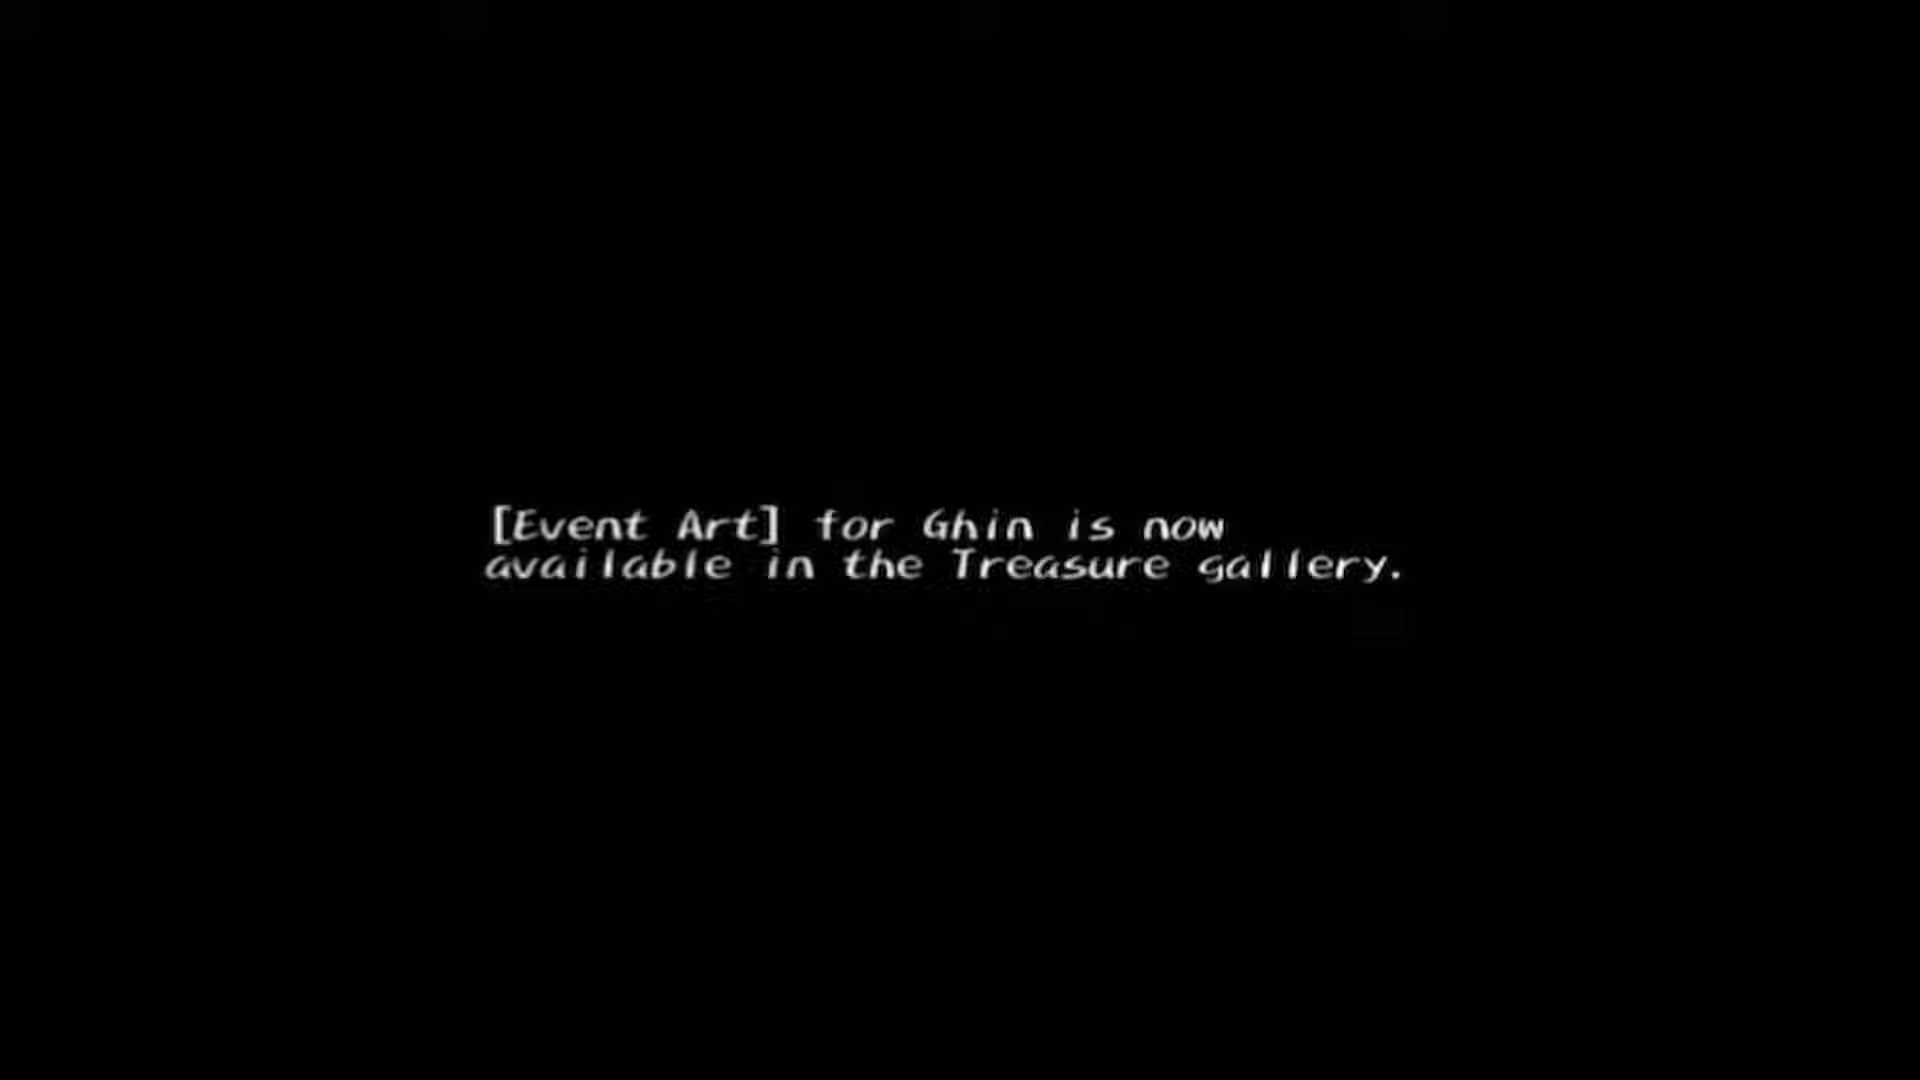 [Event Art] for Ghin is now
available in the Treasure gallery.